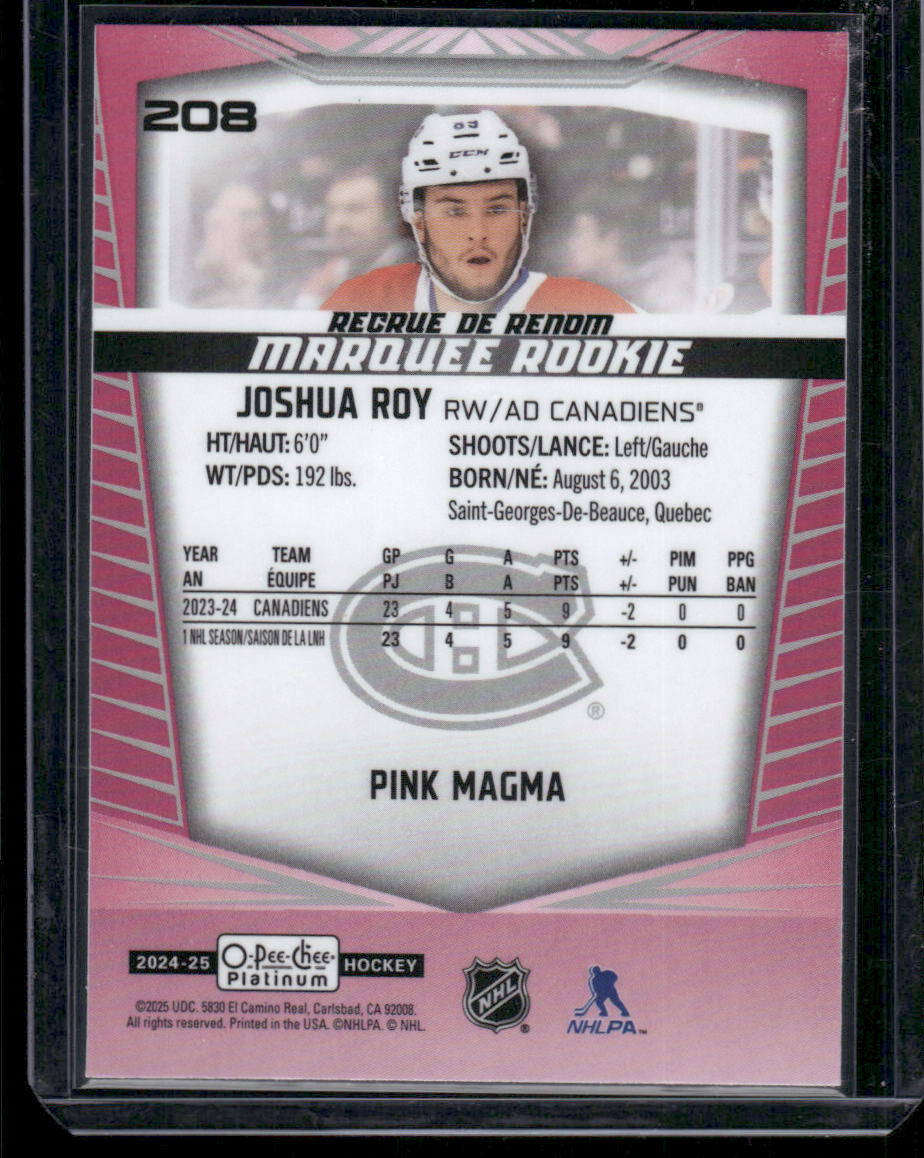 208
89
CCM
RECRUE DE RENOM
MARQUEE ROOKIE
JOSHUA ROY RW/AD CANADIENS®
HT/HAUT: 6'0" SHOOTS/LANCE: Left/Gauche
WT/PDS: 192 lbs. BORN/NÉ: August 6, 2003
Saint-Georges-De-Beauce, Quebec
YEAR TEAM GP G A PTS +/- PIM PPG
AN ÉQUIPE PJ B A PTS +/- PUN BAN
2023-24 CANADIENS 23 4 5 9 -2 0 0
1 NHL SEASON/SAISON DE LA LNH 23 4 5 9 -2 0 0
®
PINK MAGMA
2024-25 O-Pee-Chee® Platinum HOCKEY
©2025 UDC. 5830 El Camino Real, Carlsbad, CA 92008.
All rights reserved. Printed in the USA. ©NHLPA. © NHL.
NHL ®
NHLPA™